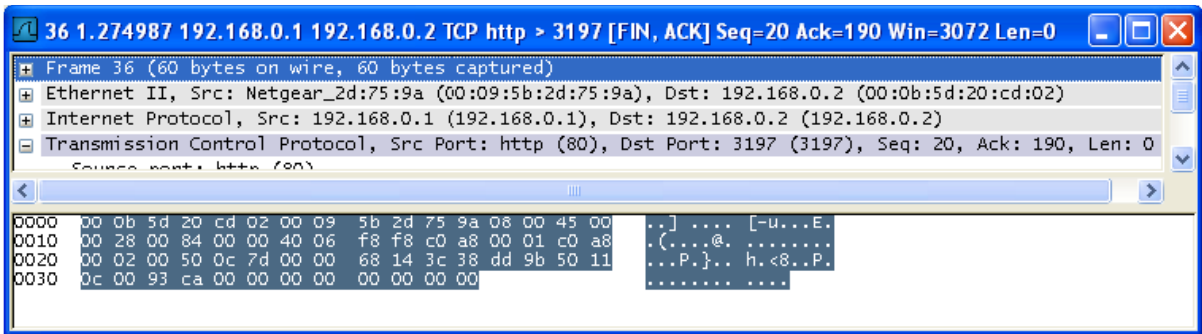 36 1.274987 192.168.0.1 192.168.0.2 TCP http > 3197 [FIN, ACK] Seq=20 Ack=190 Win=3072 Len=0
Frame 36 (60 bytes on wire, 60 bytes captured)
Ethernet II, Src: Netgear_2d:75:9a (00:09:5b:2d:75:9a), Dst: 192.168.0.2 (00:0b:5d:20:cd:02)
Internet Protocol, Src: 192.168.0.1 (192.168.0.1), Dst: 192.168.0.2 (192.168.0.2)
Transmission Control Protocol, Src Port: http (80), Dst Port: 3197 (3197), Seq: 20, Ack: 190, Len: 0
Source port: http (80)
0000 00 0b 5d 20 cd 02 00 09 5b 2d 75 9a 08 00 45 00 ..] .... [-u...E.
0010 00 28 00 84 00 00 40 06 f8 f8 c0 a8 00 01 c0 a8 .(....@. ........
0020 00 02 00 50 0c 7d 00 00 68 14 3c 38 dd 9b 50 11 ...P.}.. h.<8..P.
0030 0c 00 93 ca 00 00 00 00 00 00 00 00 ........ ....